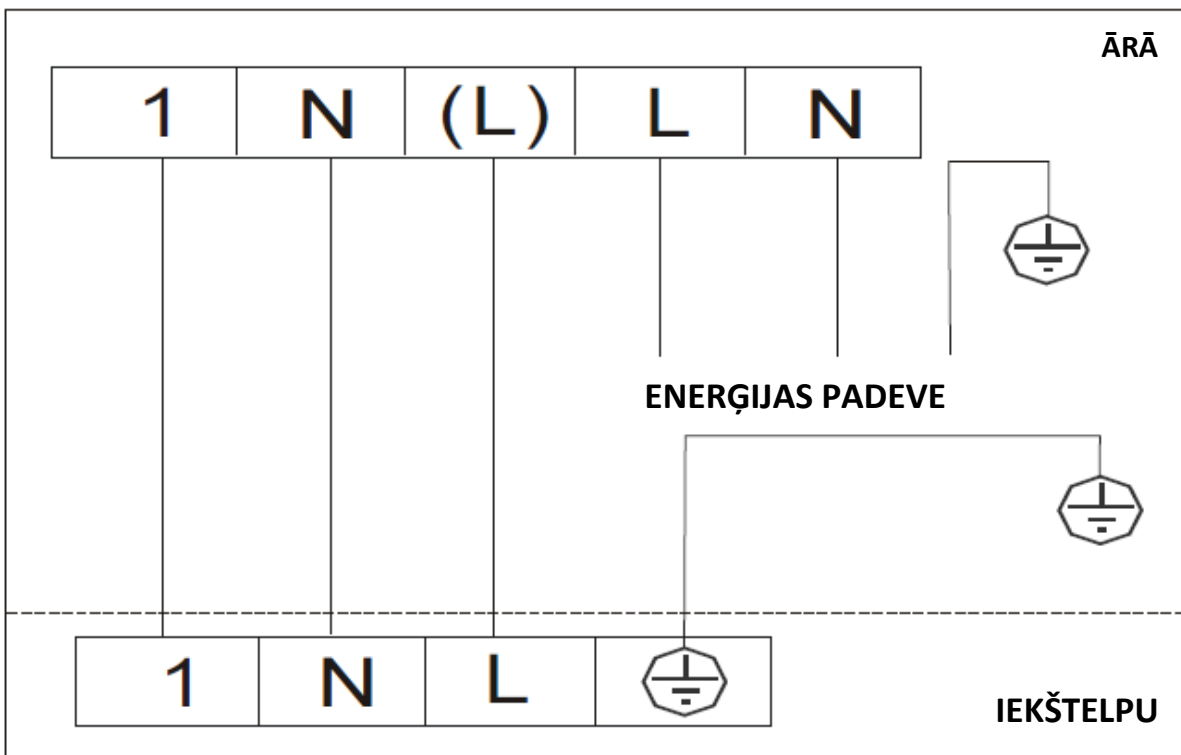 ĀRĀ
1 N (L) L N
ENERĢIJAS PADEVE
1 N L
IEKŠTELPU